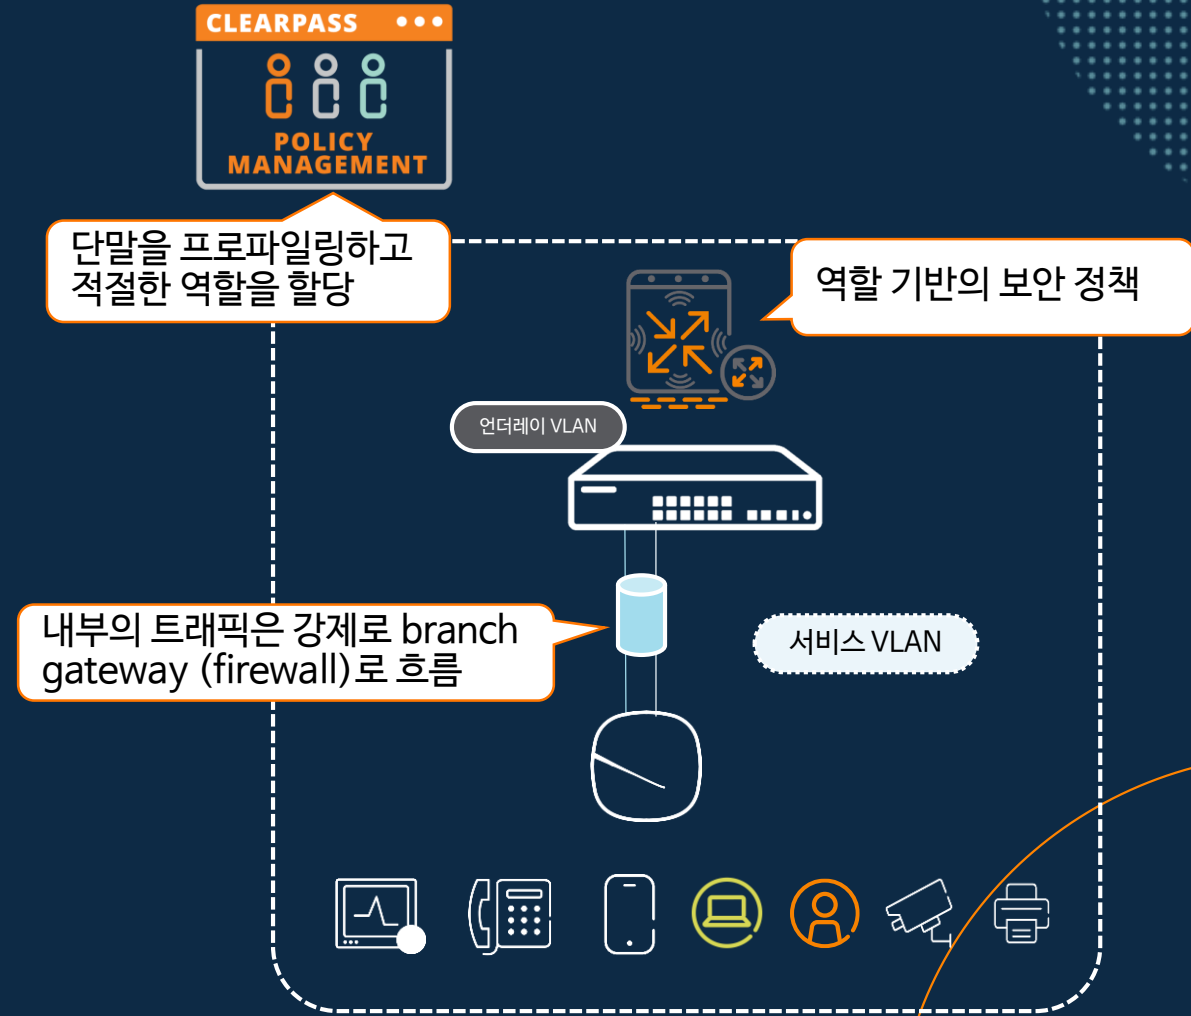 CLEARPASS
POLICY
MANAGEMENT
단말을 프로파일링하고
적절한 역할을 할당
역할 기반의 보안 정책
언더레이 VLAN
내부의 트래픽은 강제로 branch
gateway (firewall)로 흐름
서비스 VLAN